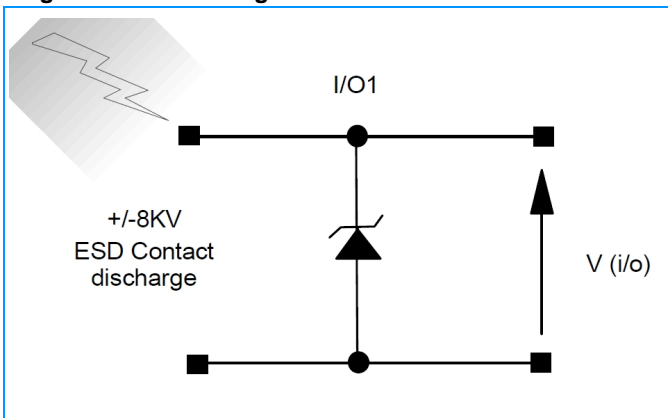 I/O1
+/-8KV
ESD Contact
discharge
V (i/o)